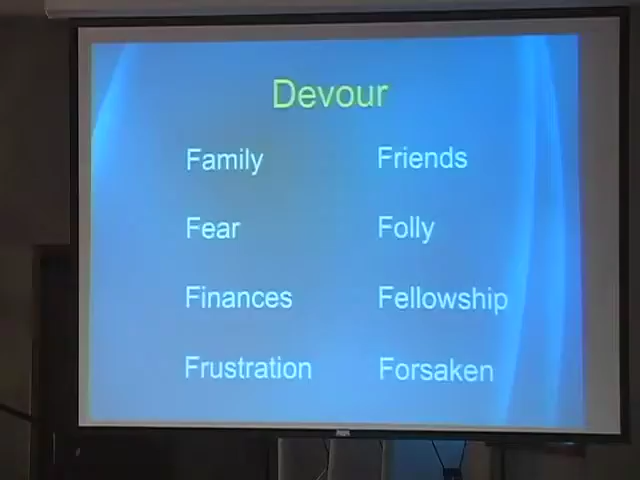 Devour
Family Friends
Fear Folly
Finances Fellowship
Frustration Forsaken